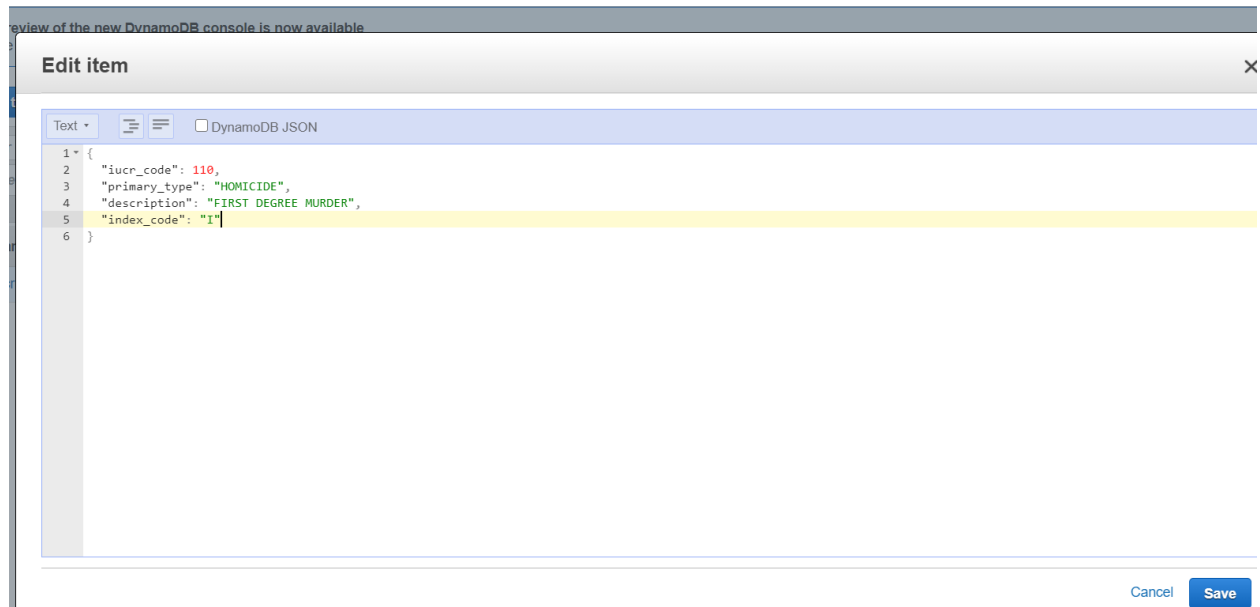 review of the new DynamoDB console is now available
Edit item
Text
DynamoDB JSON
1 {
2 "iucr_code": 110,
3 "primary_type": "HOMICIDE",
4 "description": "FIRST DEGREE MURDER",
5 "index_code": "I"
6 }
Cancel
Save